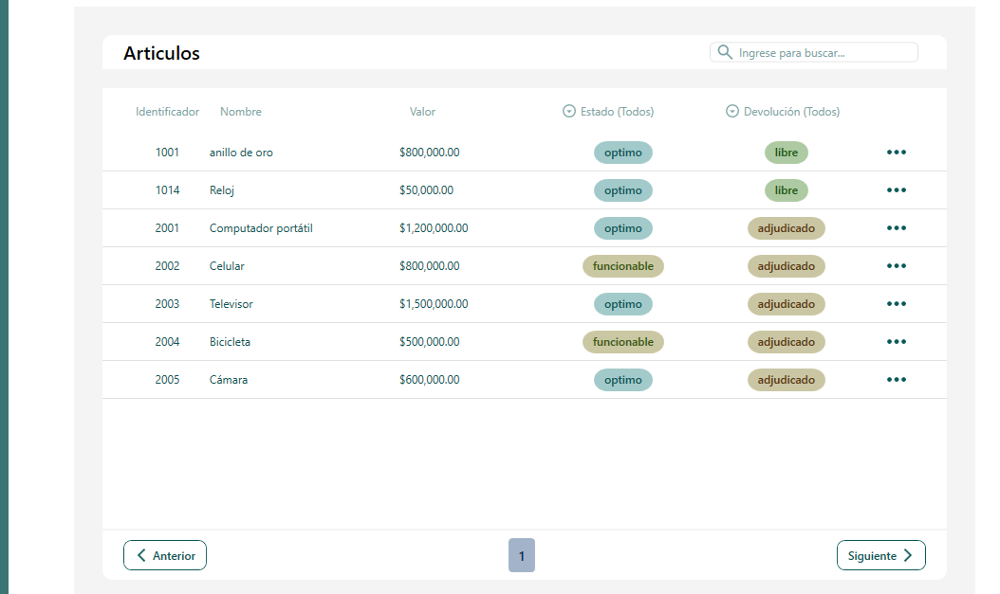 Articulos
Ingrese para buscar...
Identificador Nombre Valor Estado (Todos) Devolución (Todos)
1001 anillo de oro $800,000.00 optimo libre
1014 Reloj $50,000.00 optimo libre
2001 Computador portátil $1,200,000.00 optimo adjudicado
2002 Celular $800,000.00 funcionable adjudicado
2003 Televisor $1,500,000.00 optimo adjudicado
2004 Bicicleta $500,000.00 funcionable adjudicado
2005 Cámara $600,000.00 optimo adjudicado
Anterior 1 Siguiente